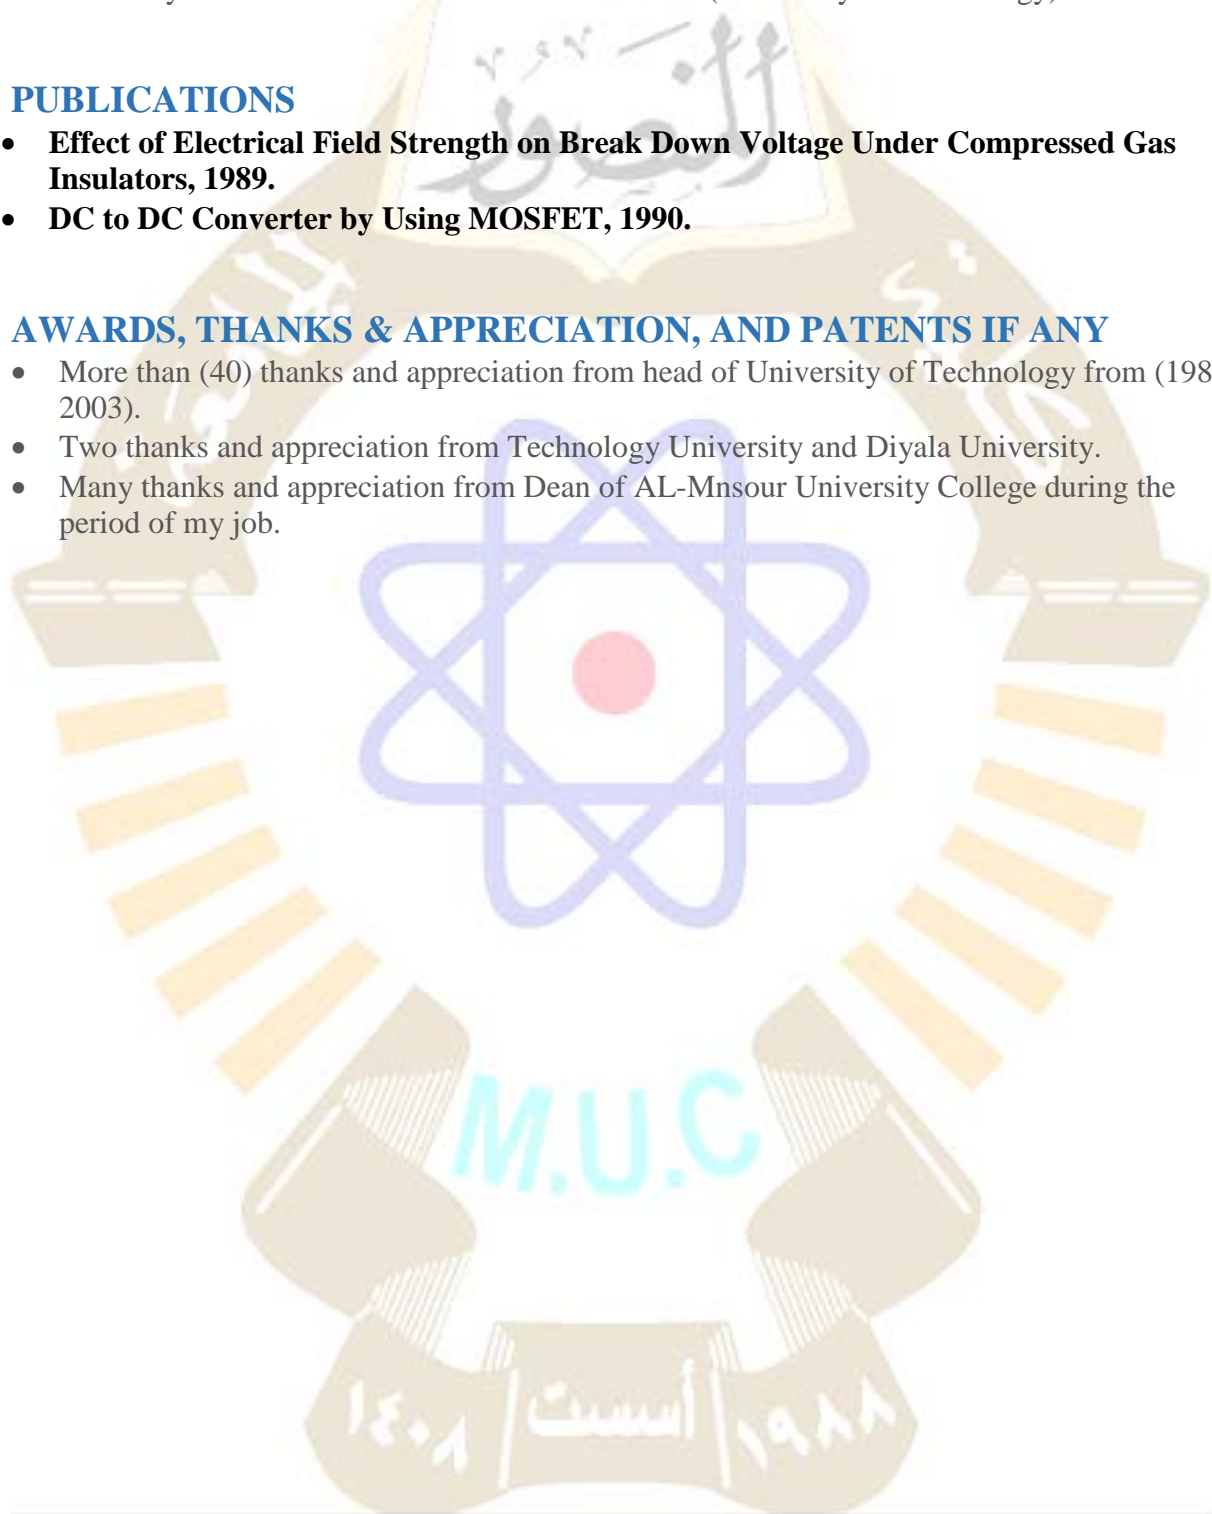 PUBLICATIONS
• Effect of Electrical Field Strength on Break Down Voltage Under Compressed Gas
Insulators, 1989.
• DC to DC Converter by Using MOSFET, 1990.
AWARDS, THANKS & APPRECIATION, AND PATENTS IF ANY
• More than (40) thanks and appreciation from head of University of Technology from (198
2003).
• Two thanks and appreciation from Technology University and Diyala University.
• Many thanks and appreciation from Dean of AL-Mnsour University College during the
period of my job.
المنصور
كلية
الجامعة
M.U.C
١٤٠٨ أسست ١٩٨٨